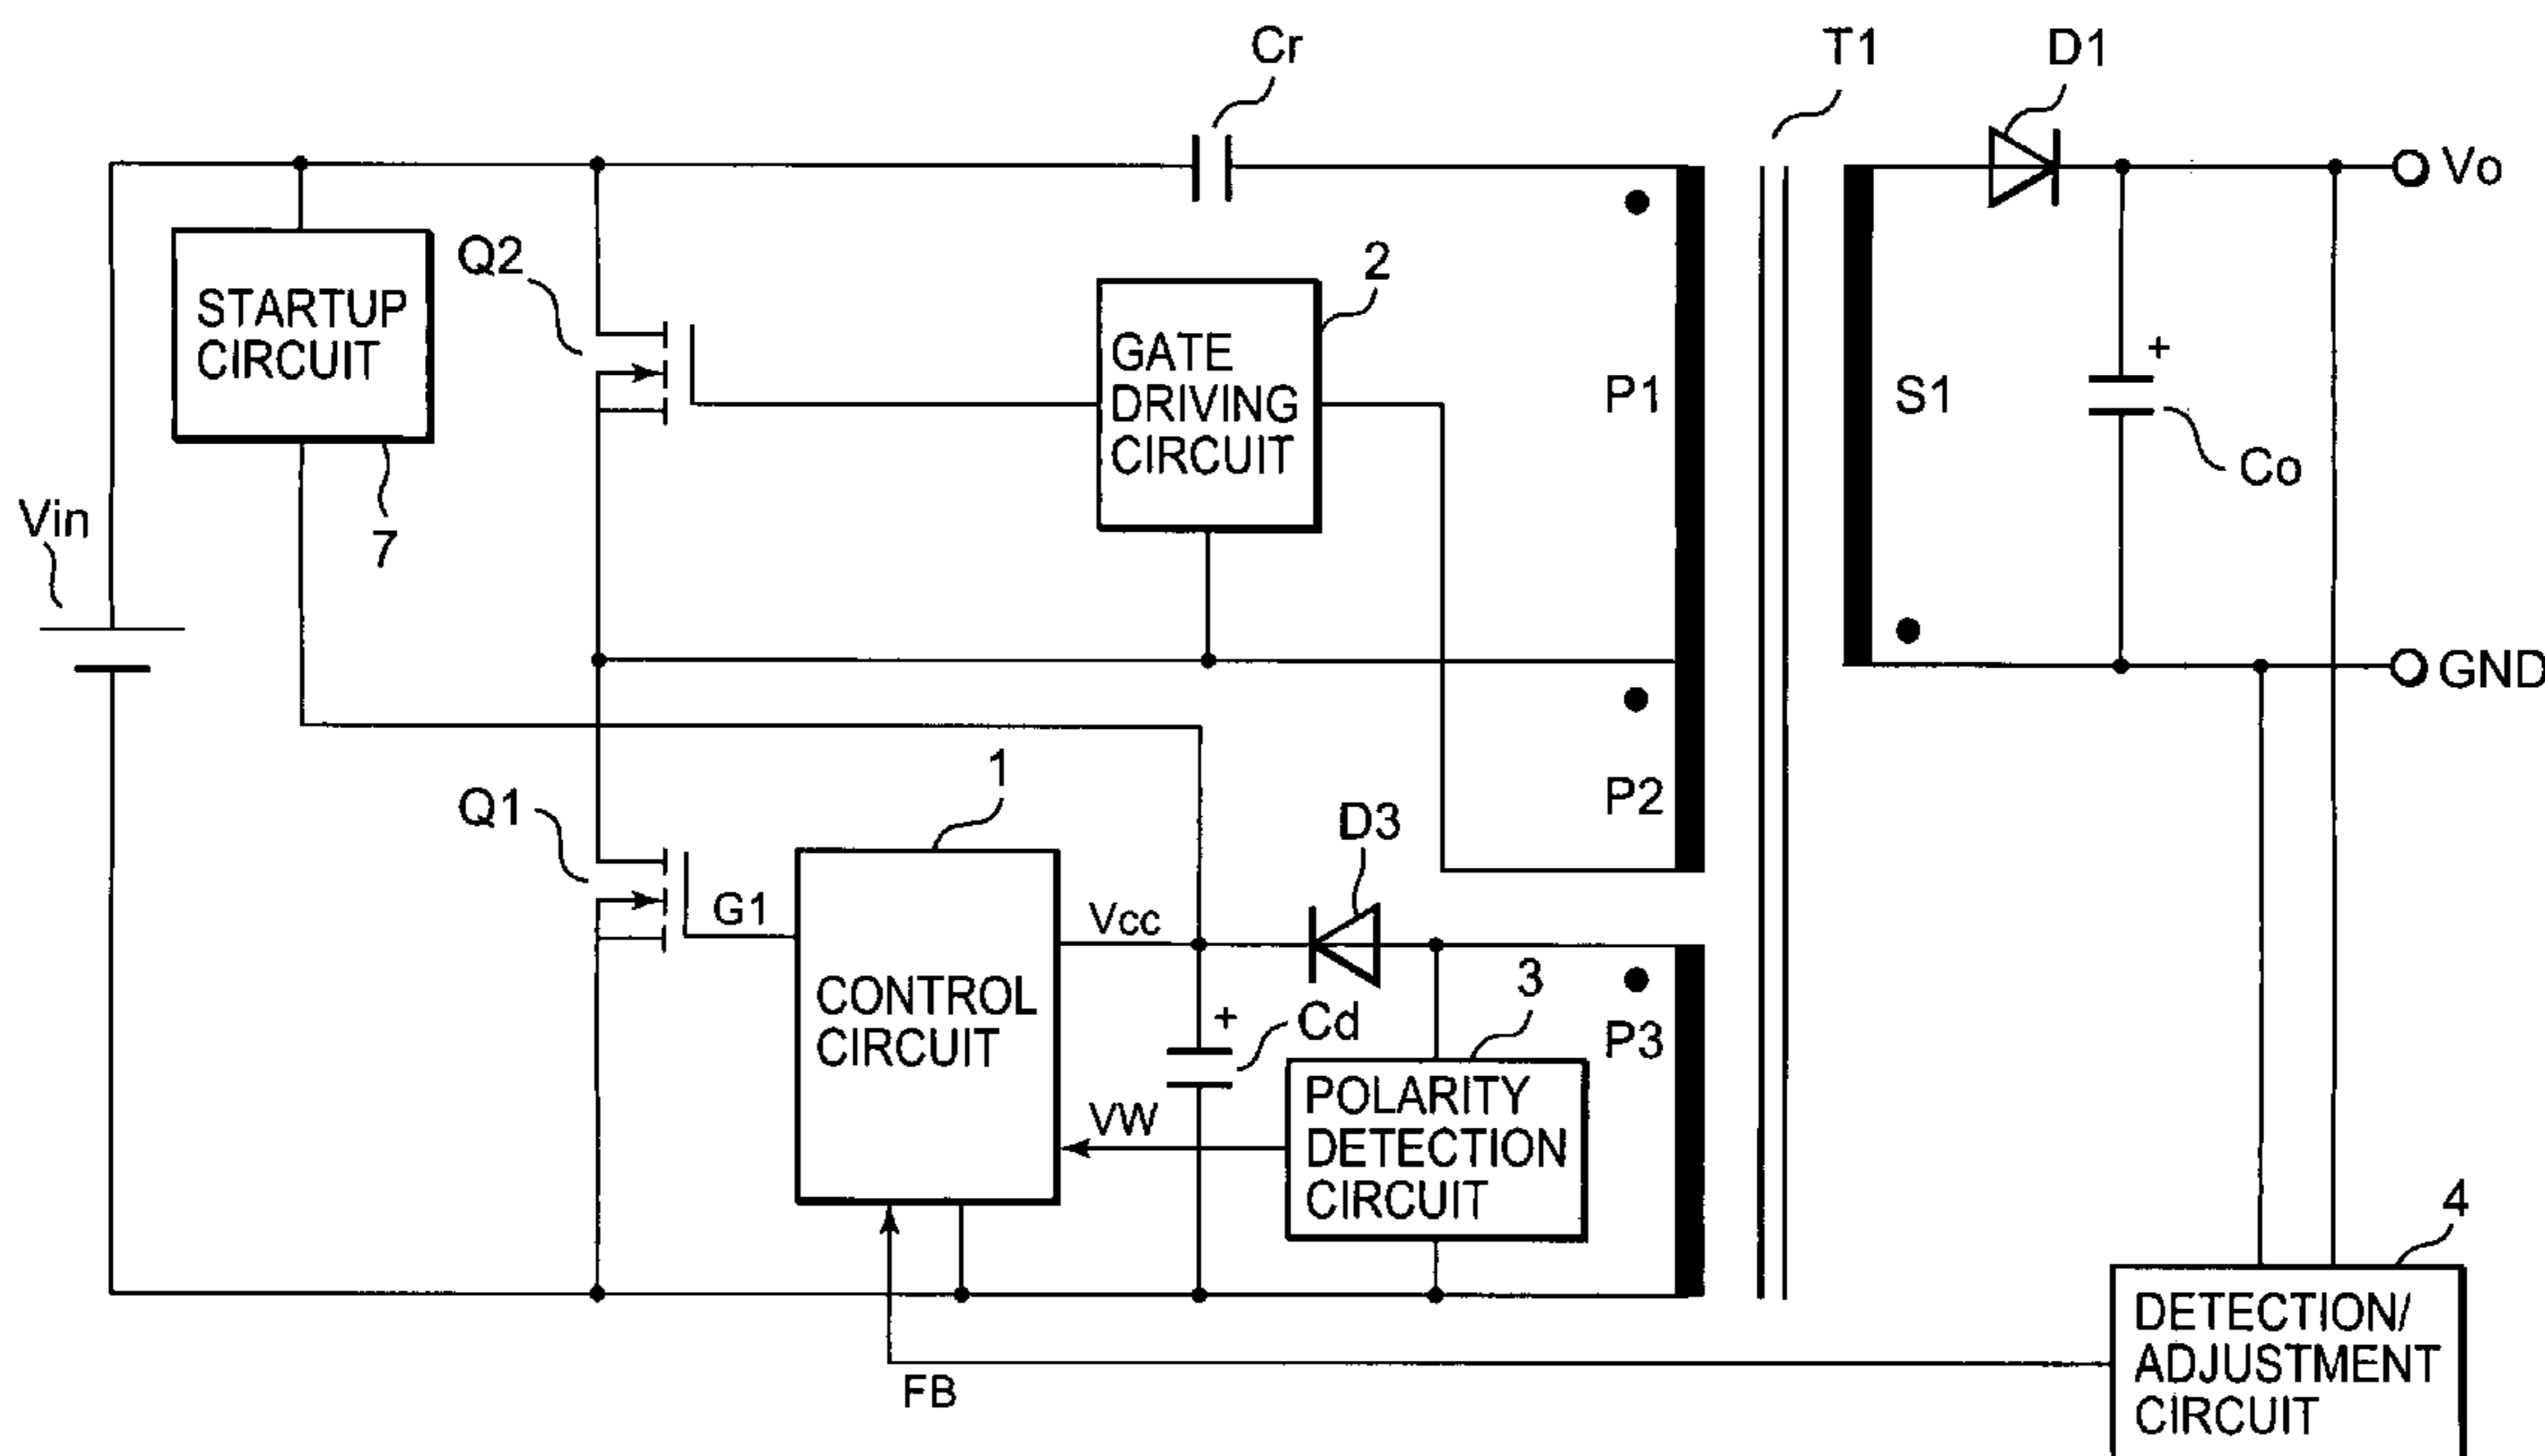 Cr
T1
D1
Vo
STARTUP
CIRCUIT
Q2
2
GATE
DRIVING
CIRCUIT
P1
S1
+
Co
Vin
7
GND
P2
Q1
1
D3
G1
Vcc
CONTROL
CIRCUIT
+
Cd
3
P3
VW
POLARITY
DETECTION
CIRCUIT
4
DETECTION/
ADJUSTMENT
CIRCUIT
FB